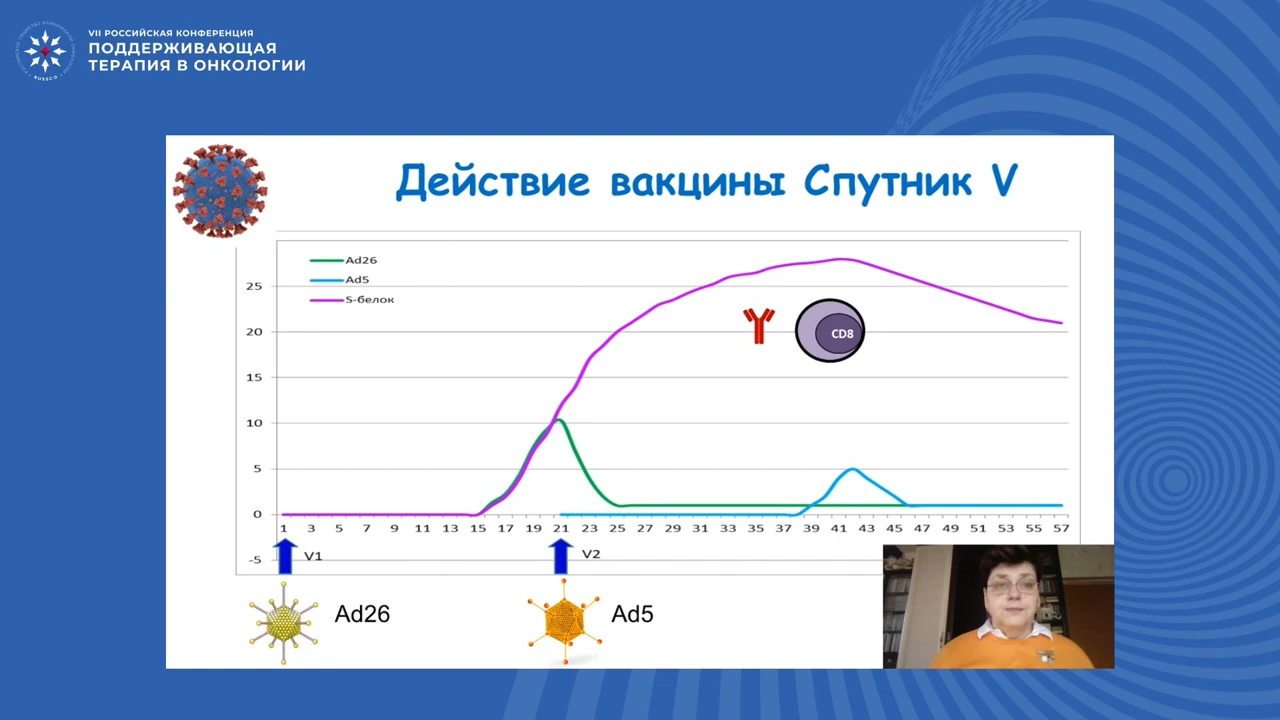 VII РОССИЙСКАЯ КОНФЕРЕНЦИЯ
ПОДДЕРЖИВАЮЩАЯ
ТЕРАПИЯ В ОНКОЛОГИИ
RUSSCO
Действие вакцины Спутник V
Ad26
Ad5
S-белок
25
20
15
10
5
0
-5
CD8
1 3 5 7 9 11 13 15 17 19 21 23 25 27 29 31 33 35 37 39 41 43 45 47 49 51 53 55 57
V1
V2
Ad26
Ad5